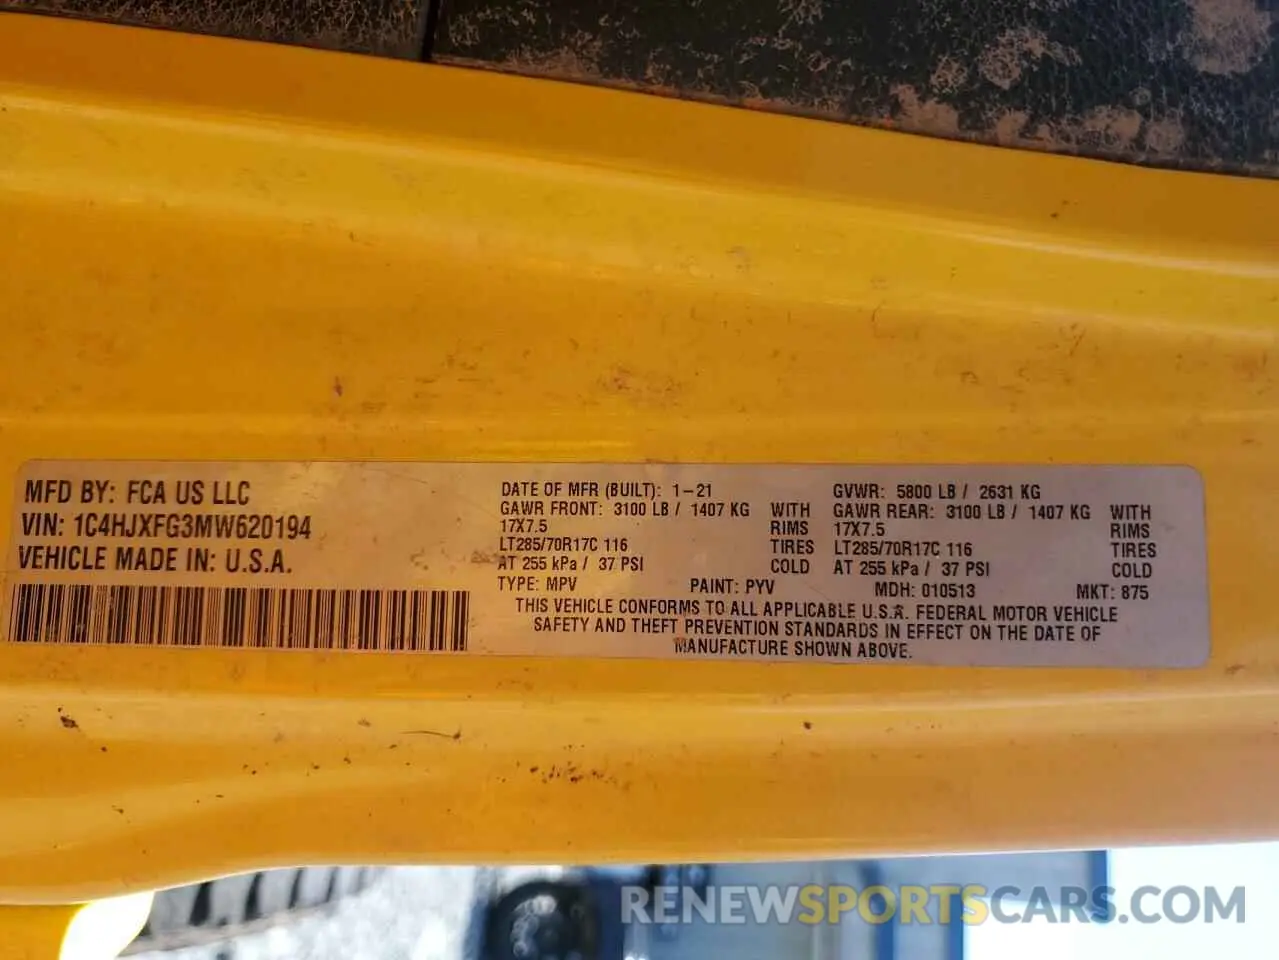 MFD BY: FCA US LLC
VIN: 1C4HJXFG3MW620194
VEHICLE MADE IN: U.S.A.
DATE OF MFR (BUILT): 1-21
GAWR FRONT: 3100 LB / 1407 KG WITH
17X7.5 RIMS
LT285/70R17C 116 TIRES
AT 255 kPa / 37 PSI COLD
GVWR: 5800 LB / 2631 KG
GAWR REAR: 3100 LB / 1407 KG WITH
17X7.5 RIMS
LT285/70R17C 116 TIRES
AT 255 kPa / 37 PSI COLD
TYPE: MPV PAINT: PYV MDH: 010513 MKT: 875
THIS VEHICLE CONFORMS TO ALL APPLICABLE U.S.A. FEDERAL MOTOR VEHICLE
SAFETY AND THEFT PREVENTION STANDARDS IN EFFECT ON THE DATE OF
MANUFACTURE SHOWN ABOVE.
RENEWSPORTSCARS.COM